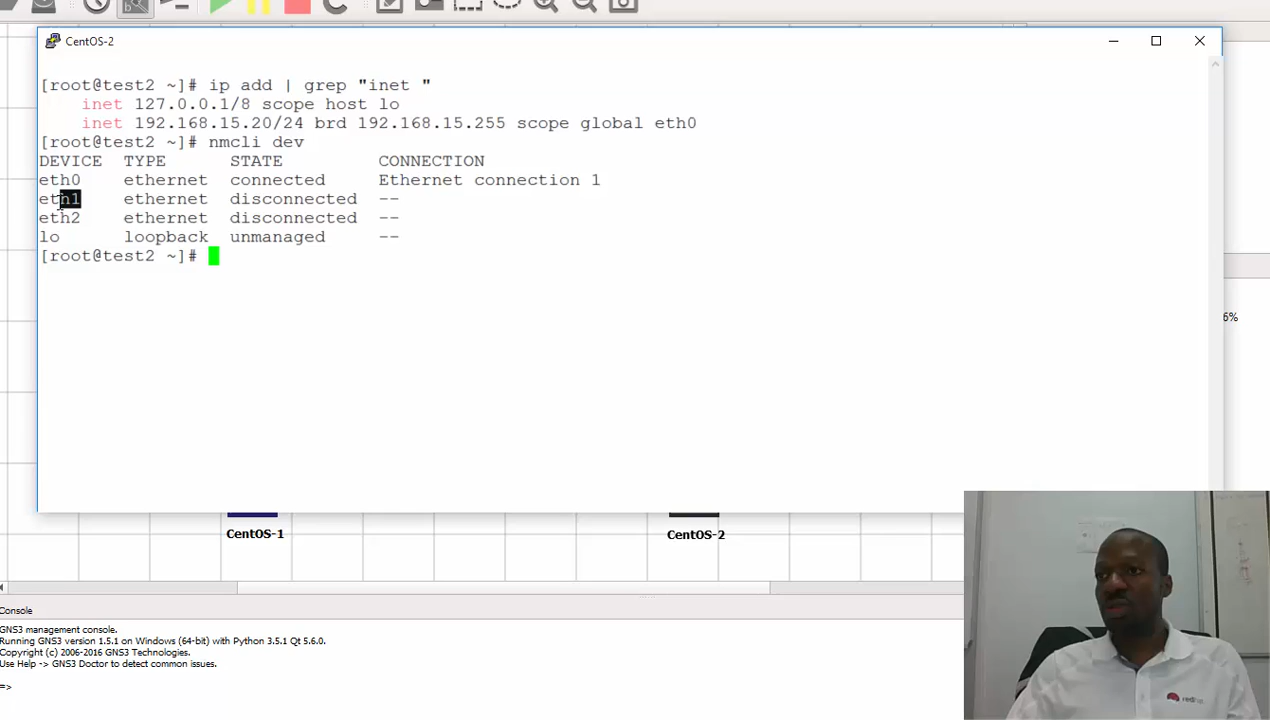 CentOS-2
[root@test2 ~]# ip add | grep "inet "
inet 127.0.0.1/8 scope host lo
inet 192.168.15.20/24 brd 192.168.15.255 scope global eth0
[root@test2 ~]# nmcli dev
DEVICE TYPE STATE CONNECTION
eth0 ethernet connected Ethernet connection 1
eth1 ethernet disconnected --
eth2 ethernet disconnected --
lo loopback unmanaged --
[root@test2 ~]#
6%
CentOS-1
CentOS-2
Console
GNS3 management console.
Running GNS3 version 1.5.1 on Windows (64-bit) with Python 3.5.1 Qt 5.6.0.
Copyright (c) 2006-2016 GNS3 Technologies.
Use Help -> GNS3 Doctor to detect common issues.
=>